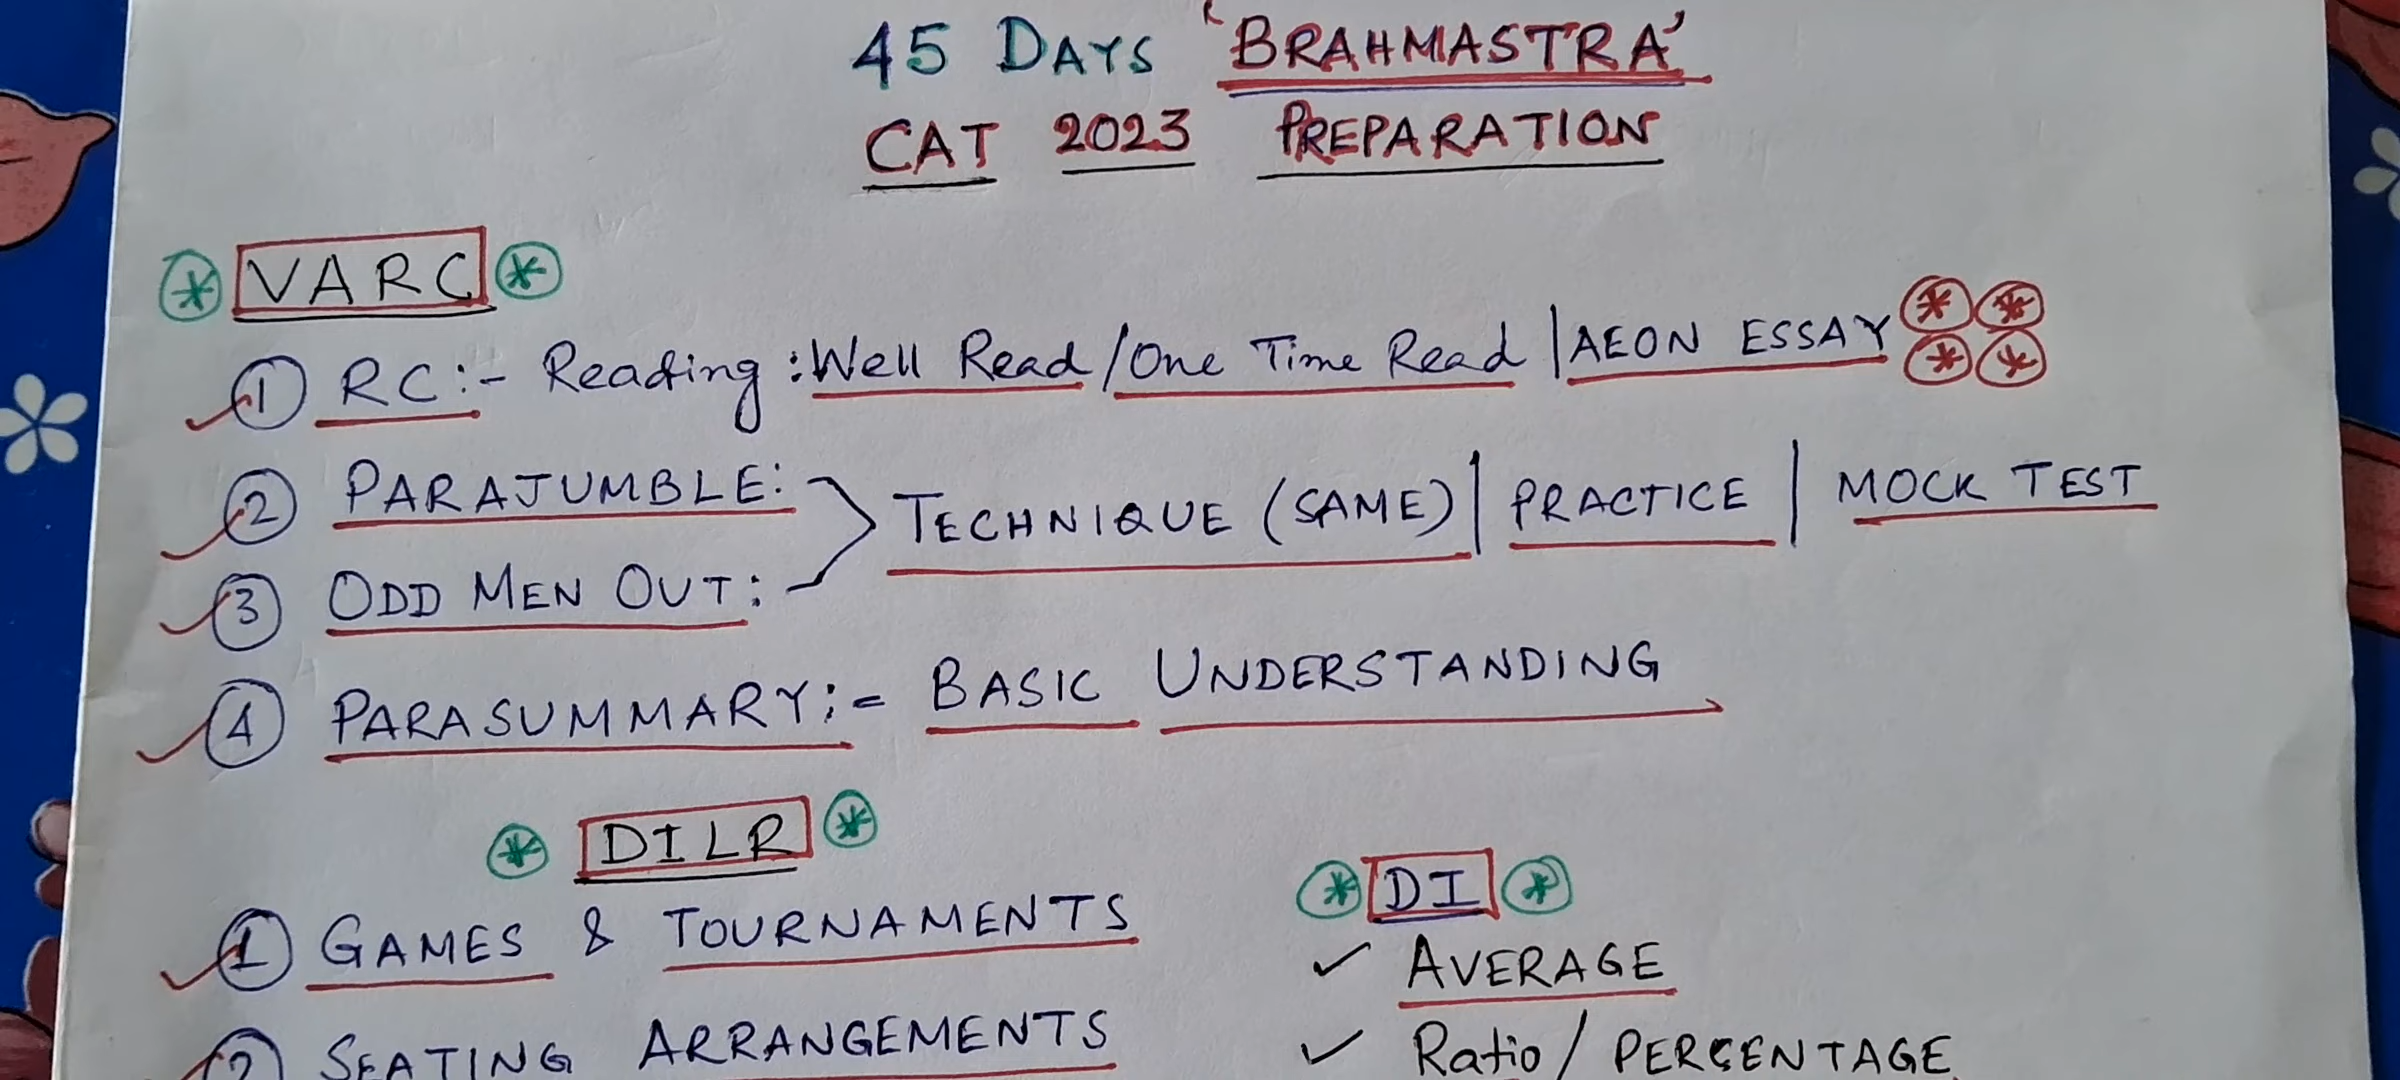 45 DAYS 'BRAHMASTRA'
CAT 2023 PREPARATION
* VARC *
① RC:- Reading: Well Read / One Time Read | AEON ESSAY * * * *
② PARAJUMBLE:
TECHNIQUE (SAME) | PRACTICE | MOCK TEST
③ ODD MEN OUT:
④ PARASUMMARY:- BASIC UNDERSTANDING
* DILR *
① GAMES & TOURNAMENTS
② SEATING ARRANGEMENTS
* DI *
✓ AVERAGE
✓ Ratio / PERCENTAGE